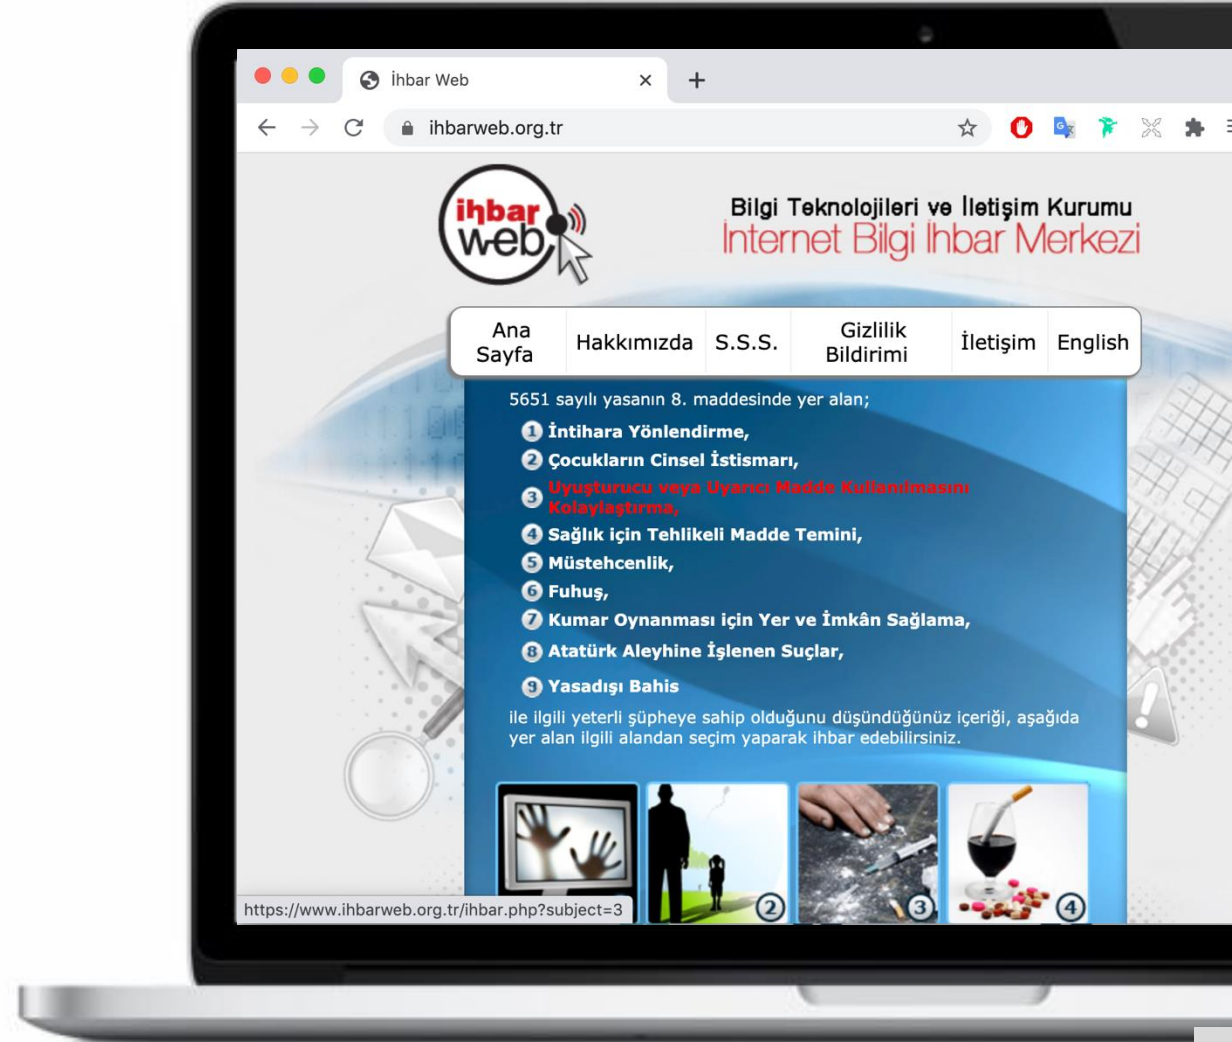 İhbar Web
ihbarweb.org.tr
ihbar
web
Bilgi Teknolojileri ve İletişim Kurumu
İnternet Bilgi İhbar Merkezi
Ana Sayfa
Hakkımızda
S.S.S.
Gizlilik Bildirimi
İletişim
English
5651 sayılı yasanın 8. maddesinde yer alan;
1 İntihara Yönlendirme,
2 Çocukların Cinsel İstismarı,
3 Uyuşturucu veya Uyarıcı Madde Kullanılmasını
Kolaylaştırma,
4 Sağlık için Tehlikeli Madde Temini,
5 Müstehcenlik,
6 Fuhuş,
7 Kumar Oynanması için Yer ve İmkân Sağlama,
8 Atatürk Aleyhine İşlenen Suçlar,
9 Yasadışı Bahis
ile ilgili yeterli şüpheye sahip olduğunu düşündüğünüz içeriği, aşağıda
yer alan ilgili alandan seçim yaparak ihbar edebilirsiniz.
2
3
4
https://www.ihbarweb.org.tr/ihbar.php?subject=3